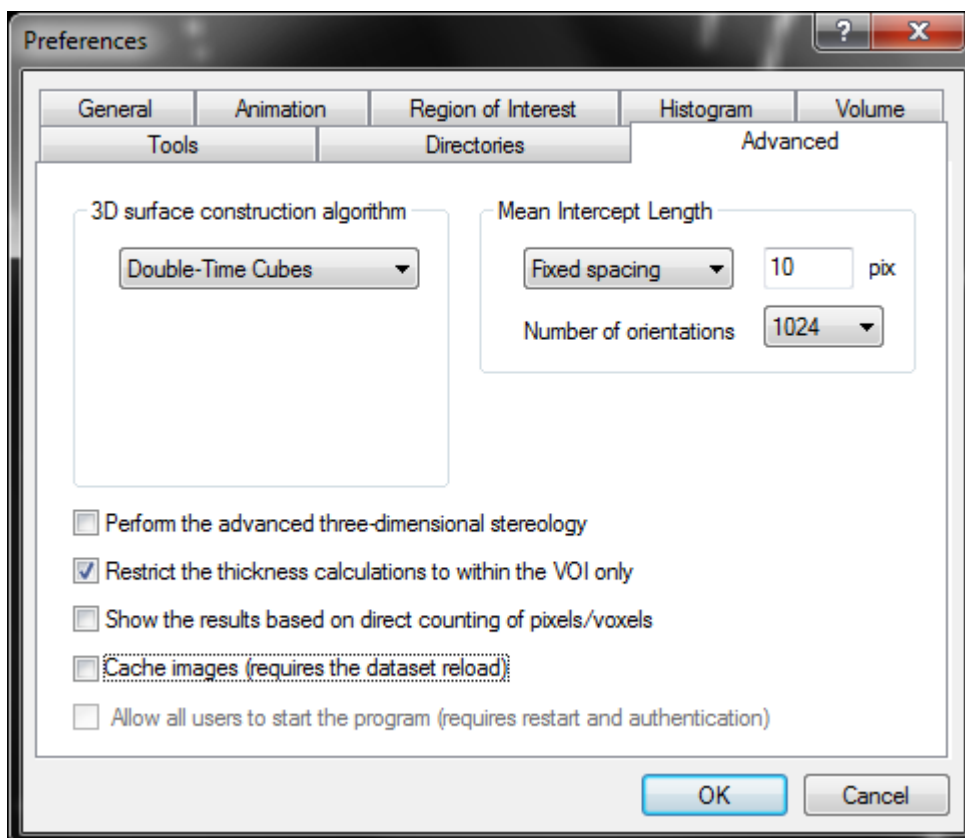 Preferences
?
X
General Animation Region of Interest Histogram Volume
Tools Directories Advanced
3D surface construction algorithm
Double-Time Cubes
Mean Intercept Length
Fixed spacing 10 pix
Number of orientations 1024
Perform the advanced three-dimensional stereology
Restrict the thickness calculations to within the VOI only
Show the results based on direct counting of pixels/voxels
Cache images (requires the dataset reload)
Allow all users to start the program (requires restart and authentication)
OK Cancel